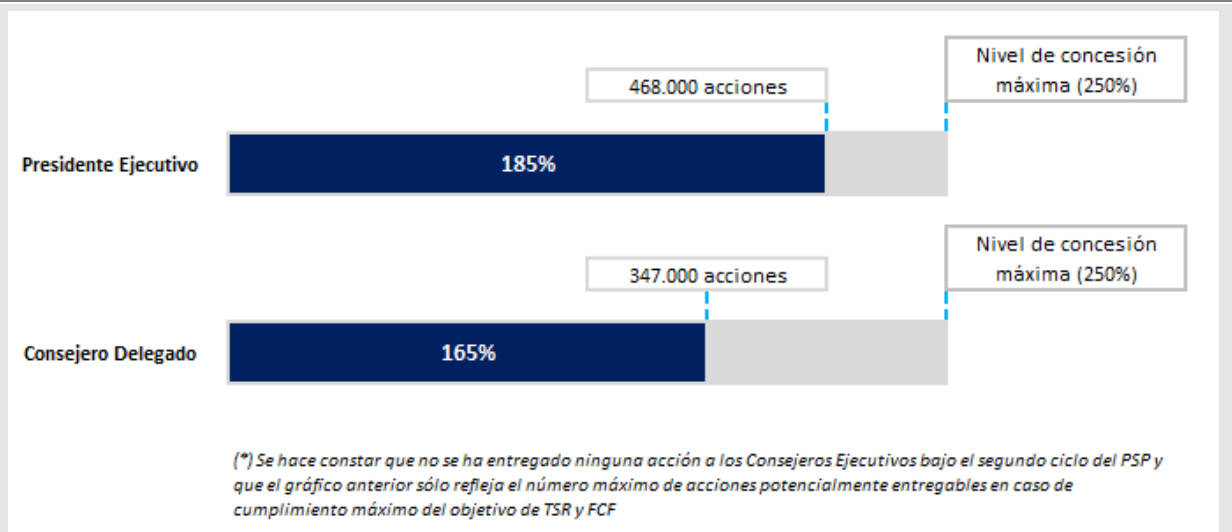 Nivel de concesión
máxima (250%)
468.000 acciones
Presidente Ejecutivo
185%
Nivel de concesión
máxima (250%)
347.000 acciones
Consejero Delegado
165%
(*) Se hace constar que no se ha entregado ninguna acción a los Consejeros Ejecutivos bajo el segundo ciclo del PSP y
que el gráfico anterior sólo refleja el número máximo de acciones potencialmente entregables en caso de
cumplimiento máximo del objetivo de TSR y FCF